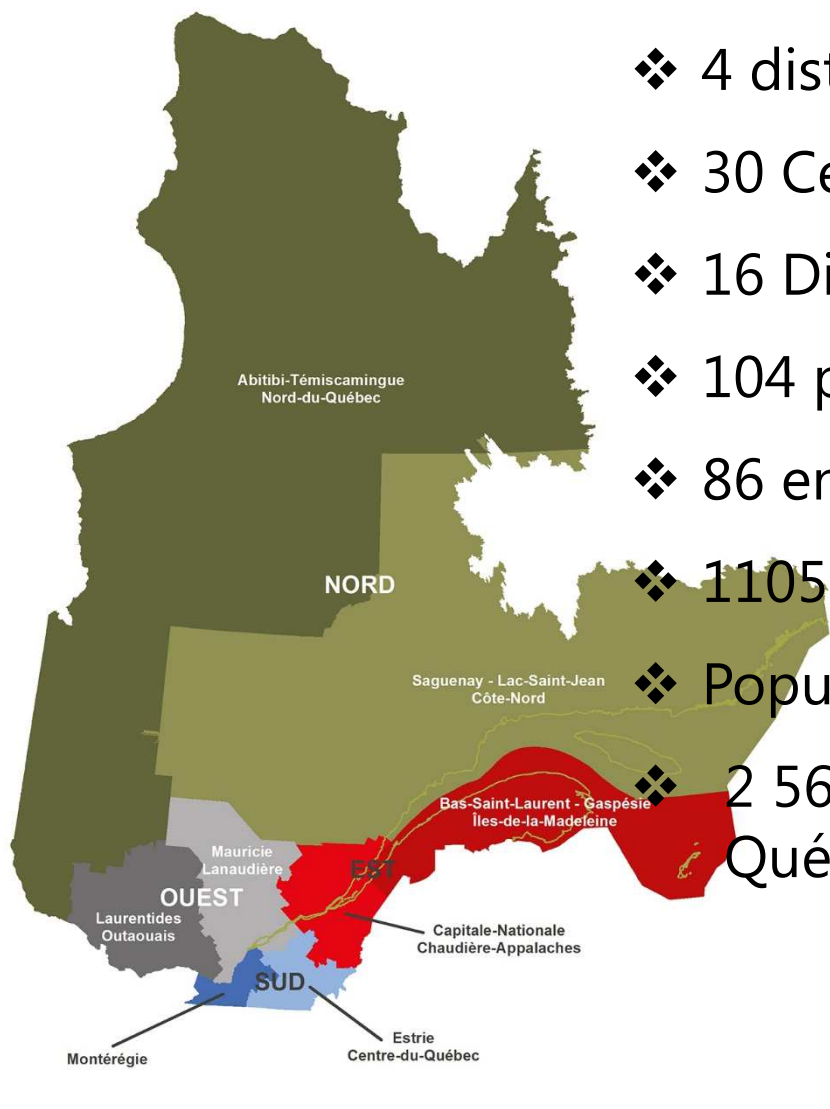 ❖ 4 dist
❖ 30 Ce
❖ 16 Di
❖ 104 p
❖ 86 en
❖ 1105
❖ Popu
❖ 2 56
Qué
Abitibi-Témiscamingue
Nord-du-Québec
NORD
Saguenay - Lac-Saint-Jean
Côte-Nord
Bas-Saint-Laurent - Gaspésie
Îles-de-la-Madeleine
EST
Mauricie
Lanaudière
OUEST
Laurentides
Outaouais
Capitale-Nationale
Chaudière-Appalaches
SUD
Estrie
Centre-du-Québec
Montérégie